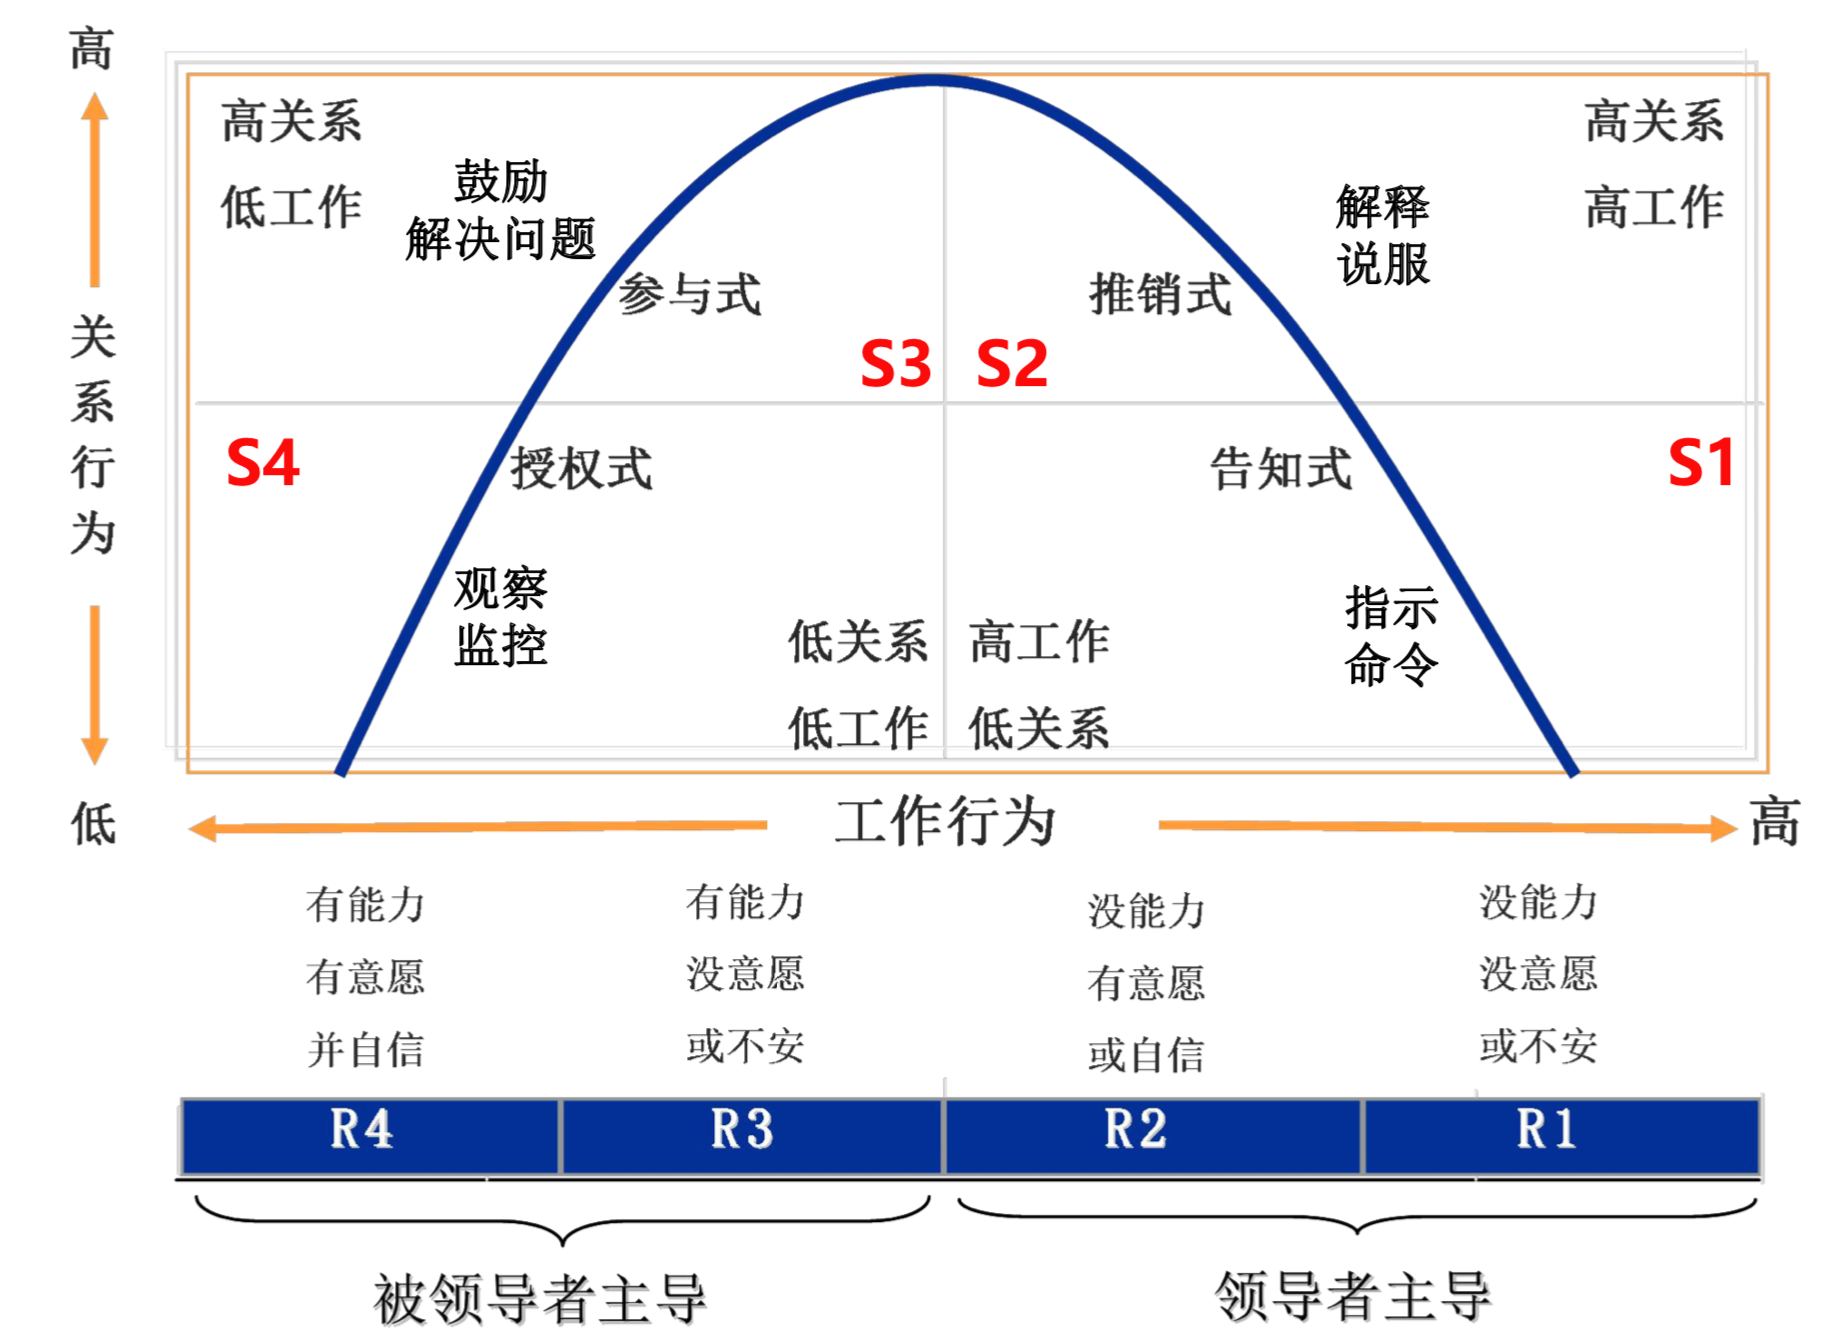 高
高关系
低工作
鼓励
解决问题
参与式
S3
高关系
高工作
解释
说服
推销式
S2
关系行为
S4
授权式
观察
监控
低关系
低工作
S1
告知式
指示
命令
高工作
低关系
低
工作行为
高
有能力
有意愿
并自信
有能力
没意愿
或不安
没能力
有意愿
或自信
没能力
没意愿
或不安
R4
R3
R2
R1
被领导者主导
领导者主导